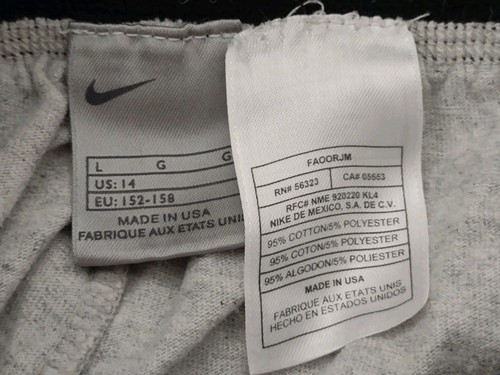 L G G
US: 14
EU: 152-158
MADE IN USA
FABRIQUE AUX ETATS UNIS
FAOORJM
RN# 56323 CA# 05553
RFC# NME 920220 KL4
NIKE DE MEXICO, S.A. DE C.V.
95% COTTON/5% POLYESTER
95% COTON/5% POLYESTER
95% ALGODON/5% POLIESTER
MADE IN USA
FABRIQUE AUX ETATS UNIS
HECHO EN ESTADOS UNIDOS